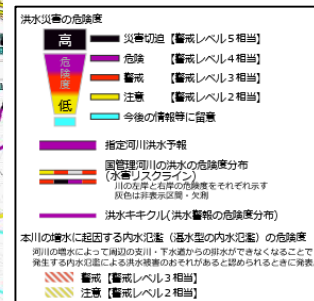 洪水災害の危険度
高 災害切迫 【警戒レベル5相当】
危険度 危険 【警戒レベル4相当】
警戒 【警戒レベル3相当】
低 注意 【警戒レベル2相当】
今後の情報等に留意
指定河川洪水予報
国管理河川の洪水の危険度分布
(水害リスクライン)
川の左岸と右岸の危険度をそれぞれ示す
灰色は非表示区間・欠測
洪水キキクル(洪水警報の危険度分布)
本川の増水に起因する内水氾濫(湛水型の内水氾濫)の危険度
河川の増水によって周辺の支川・下水道からの排水ができなくなることで
発生する内水氾濫による浸水被害のおそれがあると認められるときに発表
警戒【警戒レベル3相当】
注意【警戒レベル2相当】